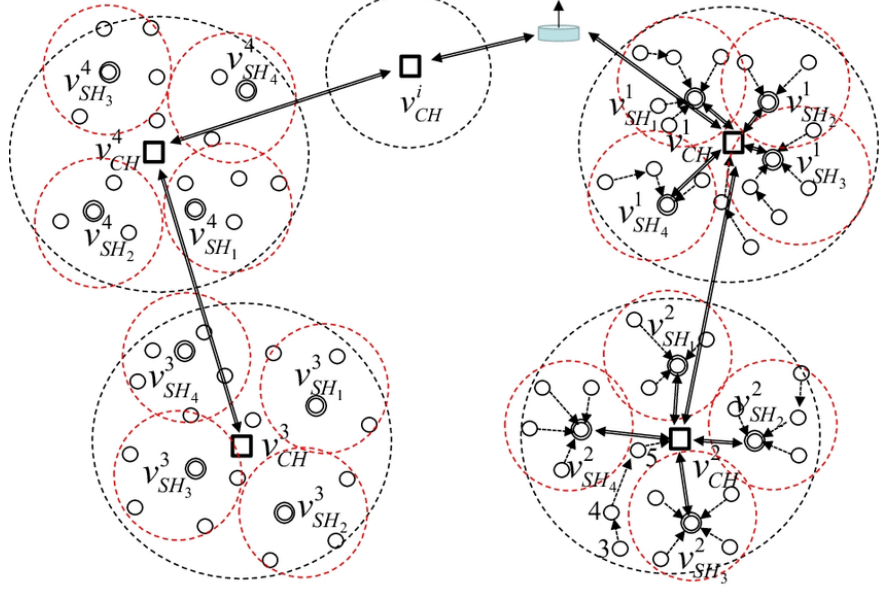 v^4_{SH_3}
v^4_{SH_4}
v^4_{CH}
v^4_{SH_2}
v^4_{SH_1}
v^i_{CH}
v^1_{SH_1}
v^1_{SH_2}
v^1_{CH}
v^1_{SH_3}
v^1_{SH_4}
v^3_{SH_4}
v^3_{SH_1}
v^3_{CH}
v^3_{SH_3}
v^3_{SH_2}
v^2_{SH_1}
v^2_{SH_2}
v^2_{SH_4}
5
v^2_{CH}
4
3
v^2_{SH_3}